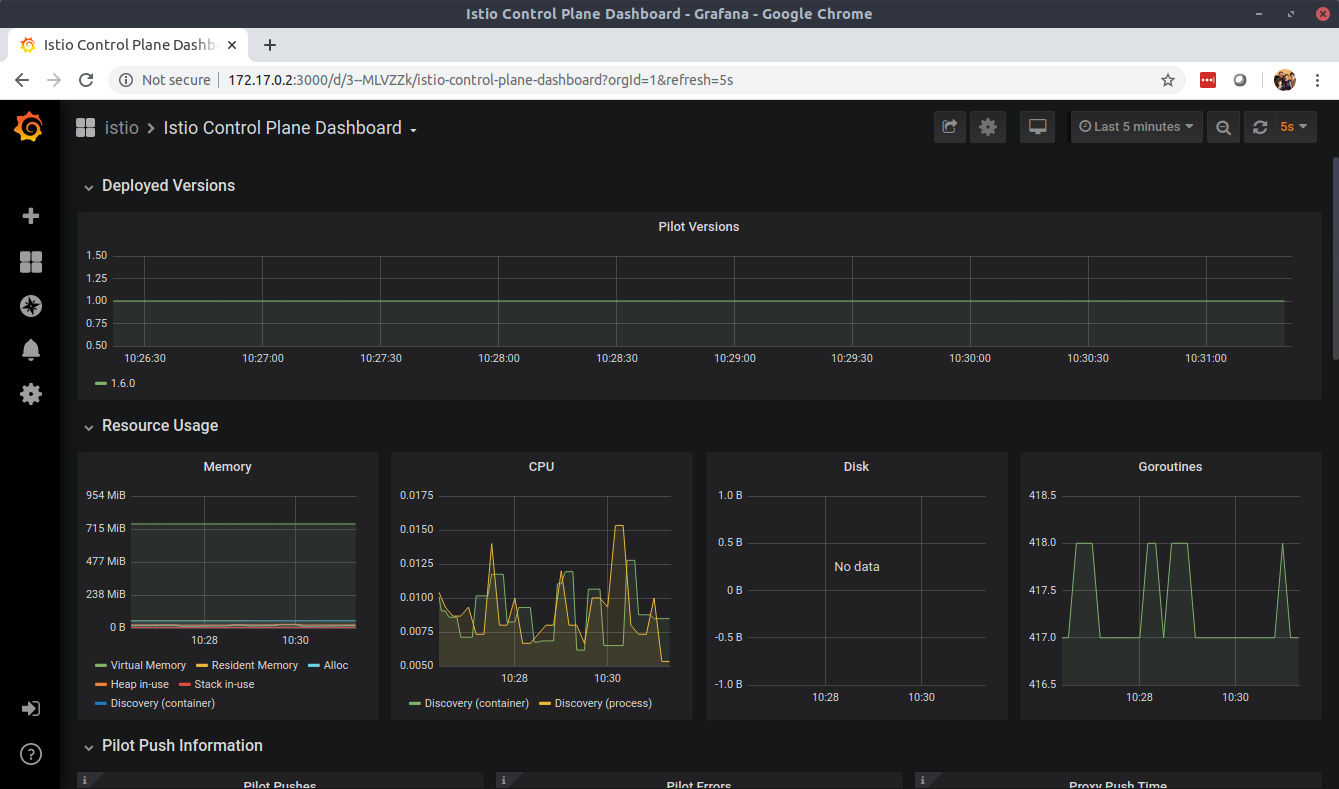 Istio Control Plane Dashboard - Grafana - Google Chrome
Istio Control Plane Dashb
Not secure 172.17.0.2:3000/d/3--MLVZZk/istio-control-plane-dashboard?orgId=1&refresh=5s
istio > Istio Control Plane Dashboard
Last 5 minutes
5s
Deployed Versions
Pilot Versions
1.50
1.25
1.00
0.75
0.50
10:26:30 10:27:00 10:27:30 10:28:00 10:28:30 10:29:00 10:29:30 10:30:00 10:30:30 10:31:00
1.6.0
Resource Usage
Memory
954 MiB
715 MiB
477 MiB
238 MiB
0 B
10:28 10:30
Virtual Memory Resident Memory Alloc
Heap in-use Stack in-use
Discovery (container)
CPU
0.0175
0.0150
0.0125
0.0100
0.0075
0.0050
10:28 10:30
Discovery (container) Discovery (process)
Disk
1.0 B
0.5 B
0 B
-0.5 B
-1.0 B
No data
10:28 10:30
Goroutines
418.5
418.0
417.5
417.0
416.5
10:28 10:30
Pilot Push Information
Pilot Pushes
Pilot Errors
Proxy Push Time